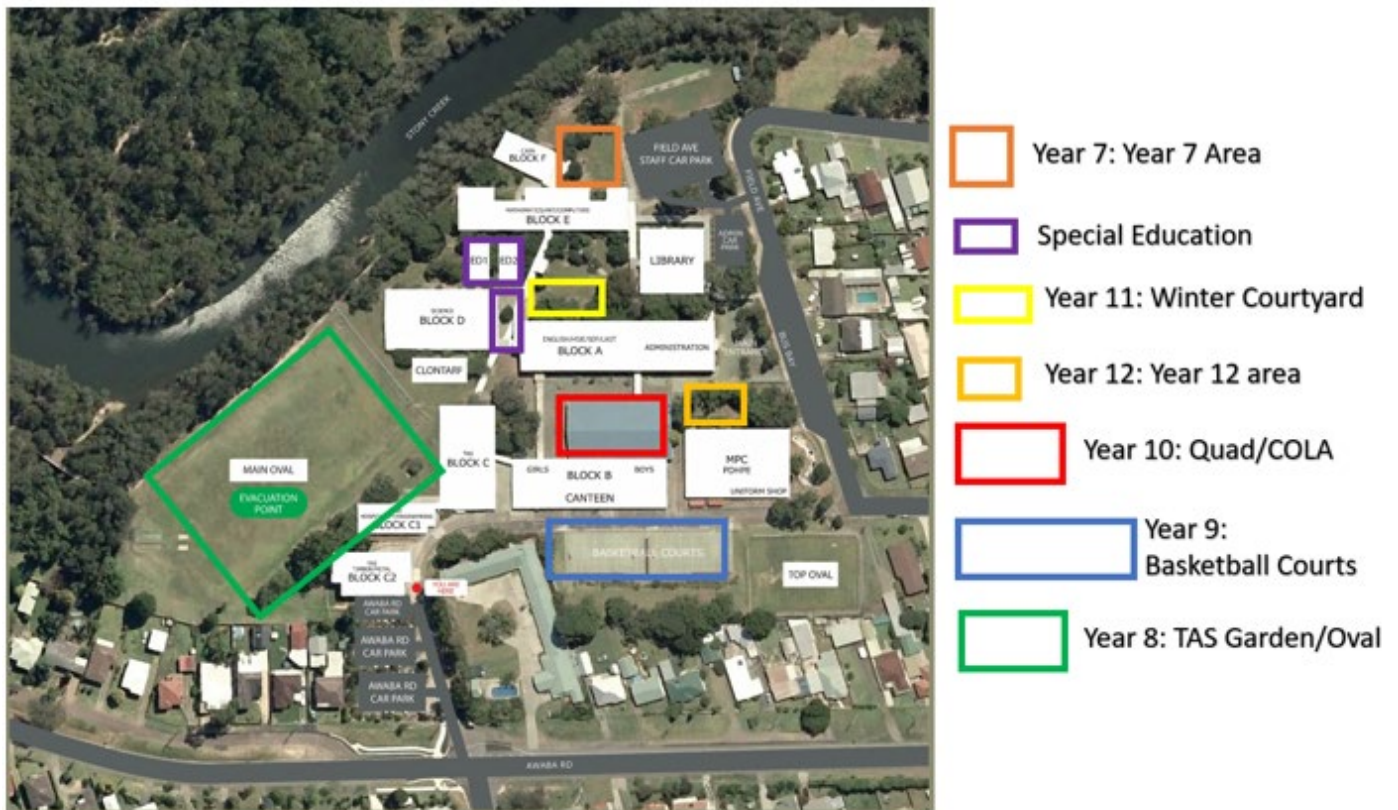 STONY CREEK
CAPA
BLOCK F
FIELD AVE
STAFF CAR PARK
FIELD AVE
BLOCK E
ADMIN
CAR
PARK
ED1
ED2
LIBRARY
SCIENCE
BLOCK D
ENGLISH/HSIE/
BLOCK A
ADMINISTRATION
ENTRANCE
BUS BAY
CLONTARF
TAS
BLOCK C
GIRLS
BLOCK B
BOYS
CANTEEN
MPC
PDHPE
UNIFORM SHOP
MAIN OVAL
EVACUATION
POINT
BLOCK C1
BASKETBALL COURTS
TOP OVAL
TAS
TIMBER/METAL
BLOCK C2
YOU ARE
HERE
AWABA RD
CAR PARK
AWABA RD
CAR PARK
AWABA RD
CAR PARK
AWABA RD
Year 7: Year 7 Area
Special Education
Year 11: Winter Courtyard
Year 12: Year 12 area
Year 10: Quad/COLA
Year 9:
Basketball Courts
Year 8: TAS Garden/Oval